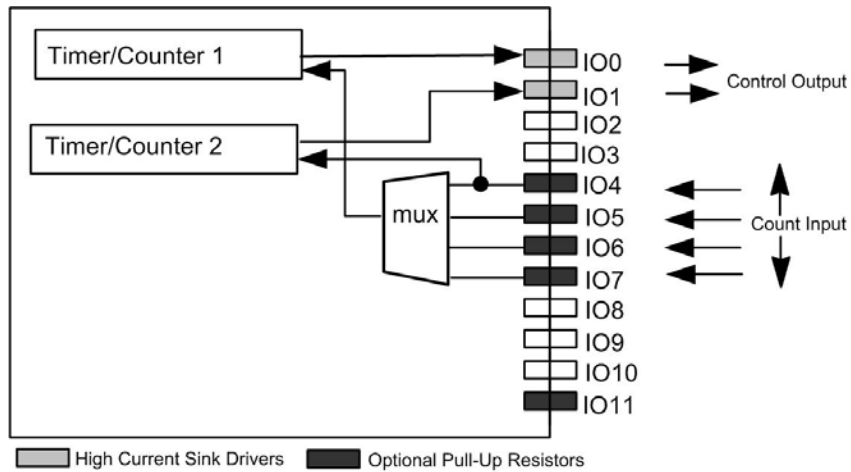 Timer/Counter 1
Timer/Counter 2
mux
IO0
IO1
IO2
IO3
IO4
IO5
IO6
IO7
IO8
IO9
IO10
IO11
Control Output
Count Input
High Current Sink Drivers
Optional Pull-Up Resistors